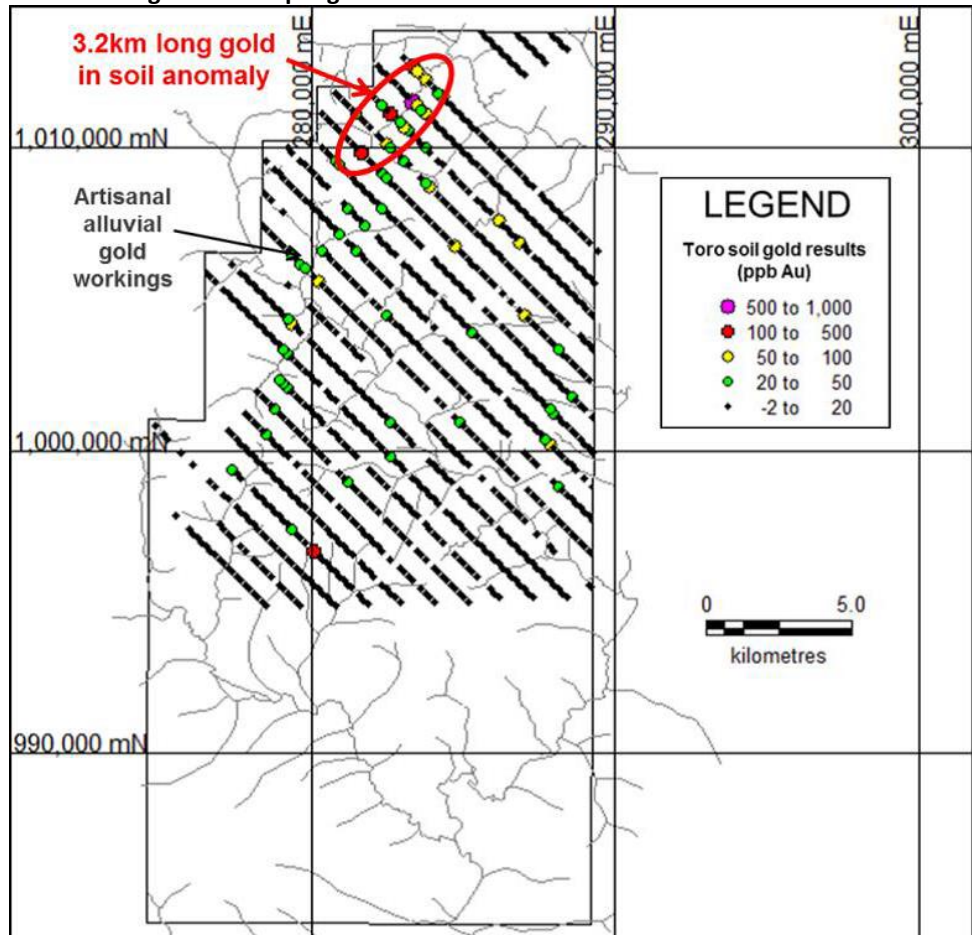 3.2km long gold
in soil anomaly
280,000 mE
290,000 mE
300,000 mE
1,010,000 mN
Artisanal
alluvial
gold
workings
LEGEND
Toro soil gold results
(ppb Au)
500 to 1,000
100 to 500
50 to 100
20 to 50
-2 to 20
1,000,000 mN
0 5.0
kilometres
990,000 mN